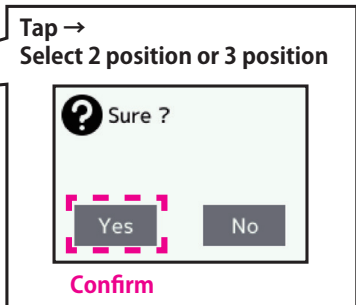 Tap →
Select 2 position or 3 position
? Sure ?
Yes No
Confirm